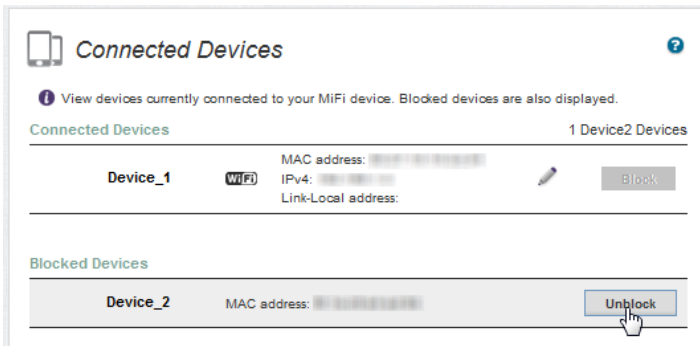 Connected Devices
?
i View devices currently connected to your MiFi device. Blocked devices are also displayed.
Connected Devices 1 Device2 Devices
MAC address:
Device_1 WiFi IPv4: Block
Link-Local address:
Blocked Devices
Device_2 MAC address: Unblock